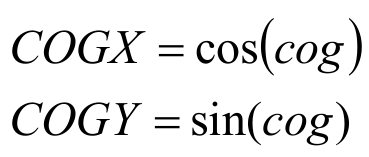 COGX = cos(cog)
COGY = sin(cog)